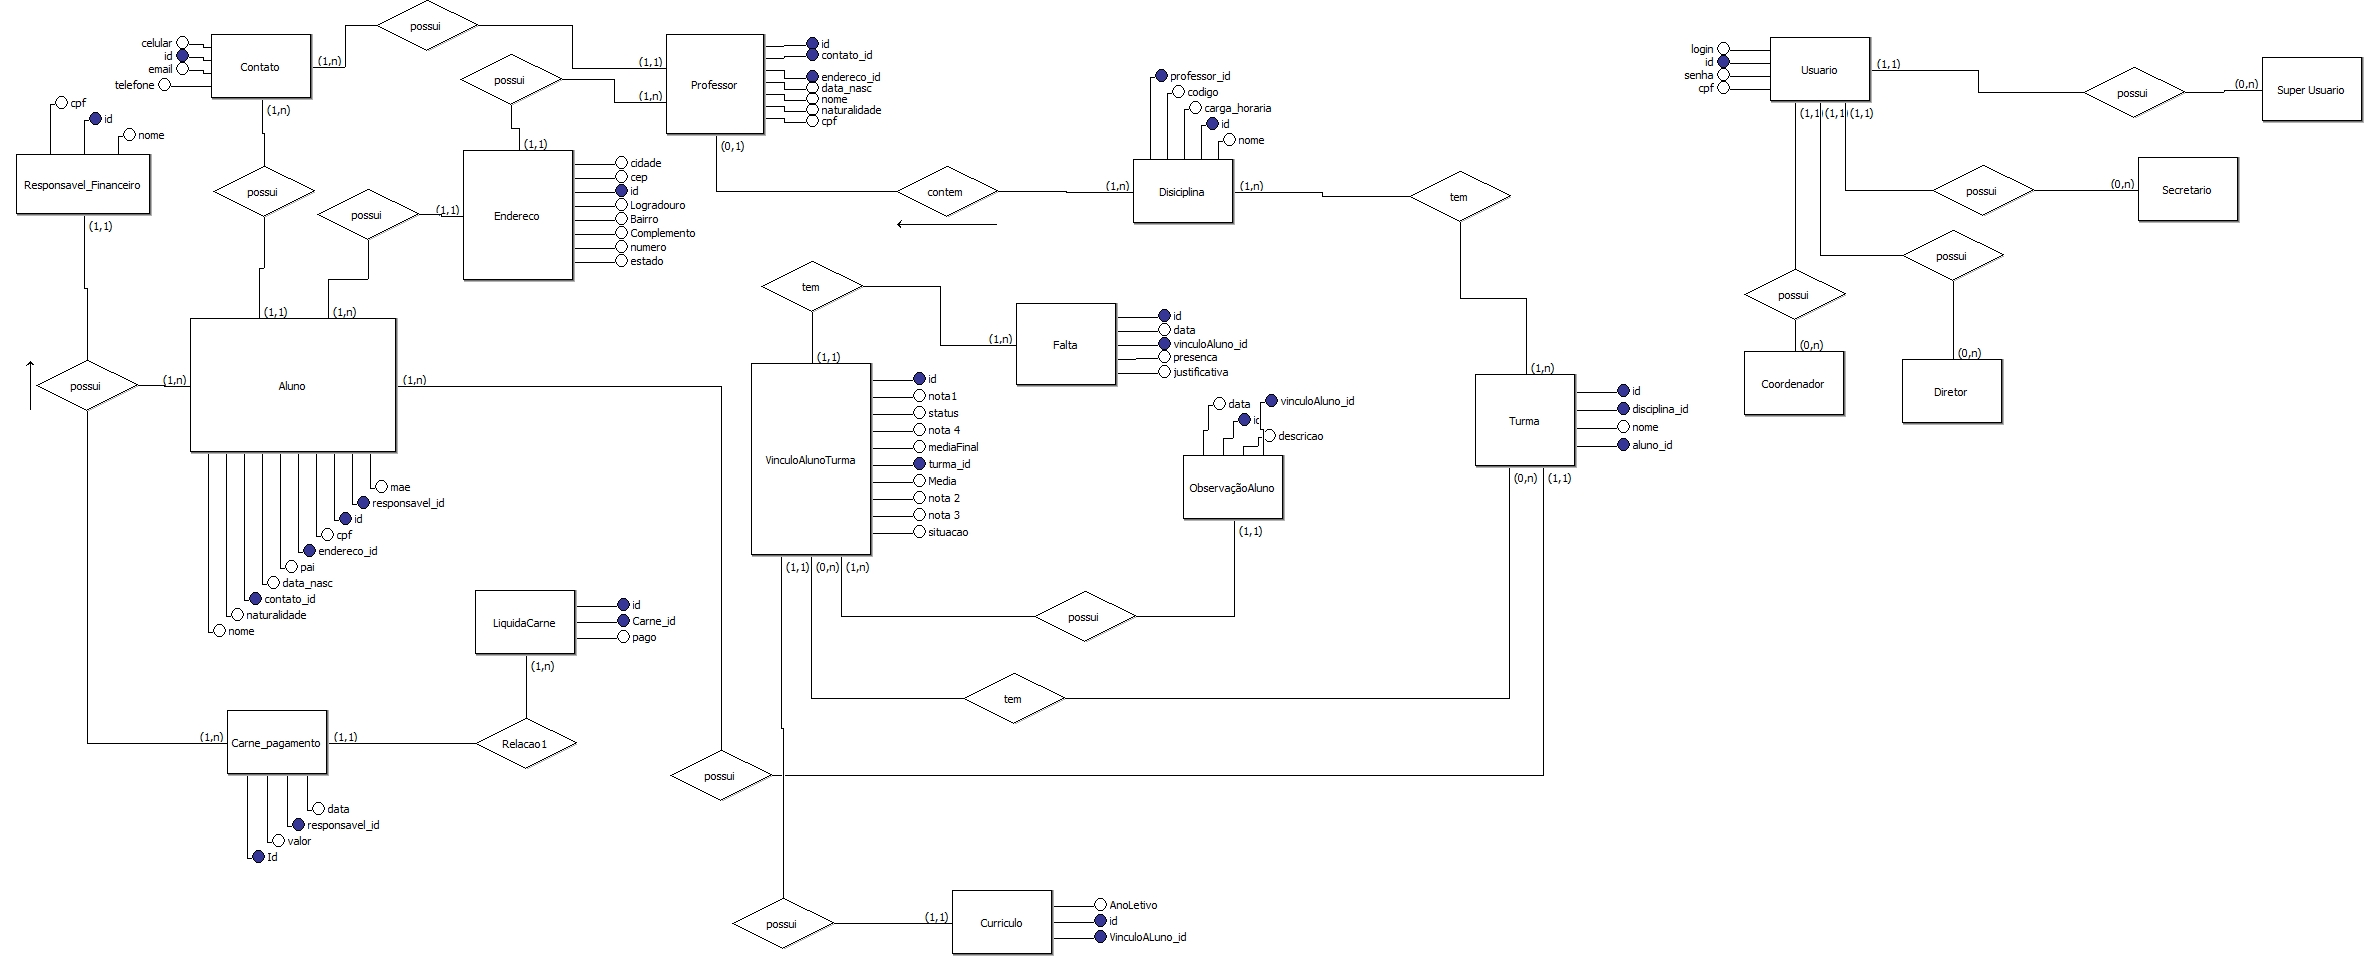 possui
celular
id
email
telefone
Contato
(1,n)
(1,n)
possui
(1,1)
(1,n)
Professor
id
contato_id
endereco_id
data_nasc
nome
naturalidade
cpf
(0,1)
professor_id
codigo
carga_horaria
id
nome
login
id
senha
cpf
Usuario
(1,1)
(1,1)
(1,1)
(1,1)
possui
(0,n)
Super Usuario
cpf
id
nome
Responsavel_Financeiro
(1,1)
possui
possui
(1,1)
(1,1)
Endereco
cidade
cep
id
Logradouro
Bairro
Complemento
numero
estado
contem
(1,n)
Disiciplina
(1,n)
tem
possui
(0,n)
Secretario
possui
possui
(0,n)
Coordenador
(0,n)
Diretor
(1,1)
(1,n)
possui
(1,n)
Aluno
(1,n)
mae
responsavel_id
id
cpf
endereco_id
pai
data_nasc
contato_id
naturalidade
nome
tem
(1,n)
Falta
id
data
vinculoAluno_id
presenca
justificativa
(1,1)
VinculoAlunoTurma
id
nota1
status
nota 4
mediaFinal
turma_id
Media
nota 2
nota 3
situacao
(1,1)
(0,n)
(1,n)
data
id
vinculoAluno_id
descricao
ObservaçãoAluno
(1,1)
possui
(1,n)
Turma
id
disciplina_id
nome
aluno_id
(0,n)
(1,1)
tem
possui
LiquidaCarne
id
Carne_id
pago
(1,n)
Relacao1
(1,n)
Carne_pagamento
(1,1)
data
responsavel_id
valor
Id
possui
(1,1)
Curriculo
AnoLetivo
id
VinculoALuno_id